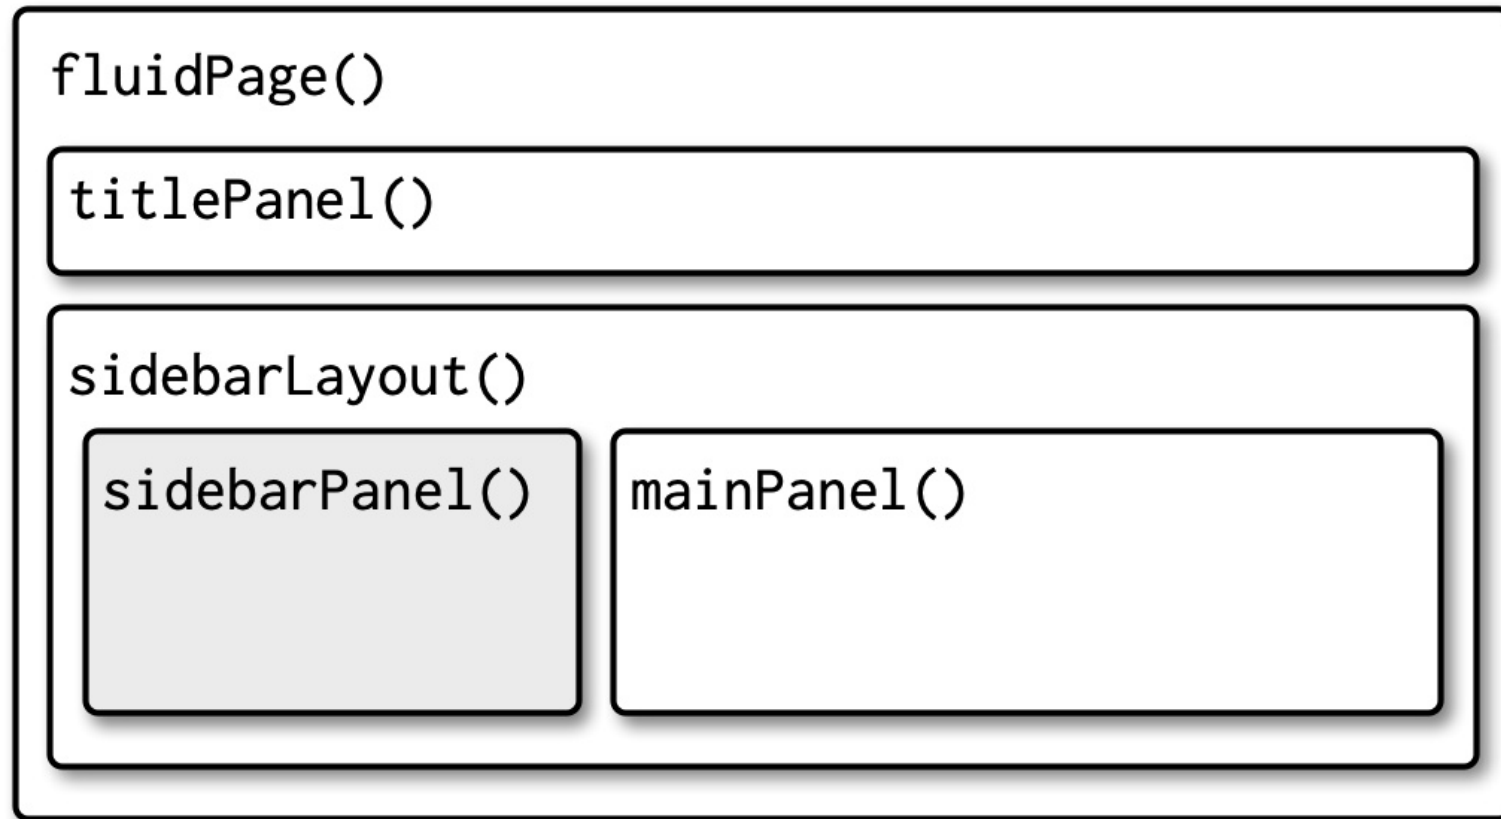 fluidPage()
titlePanel()
sidebarLayout()
sidebarPanel()
mainPanel()